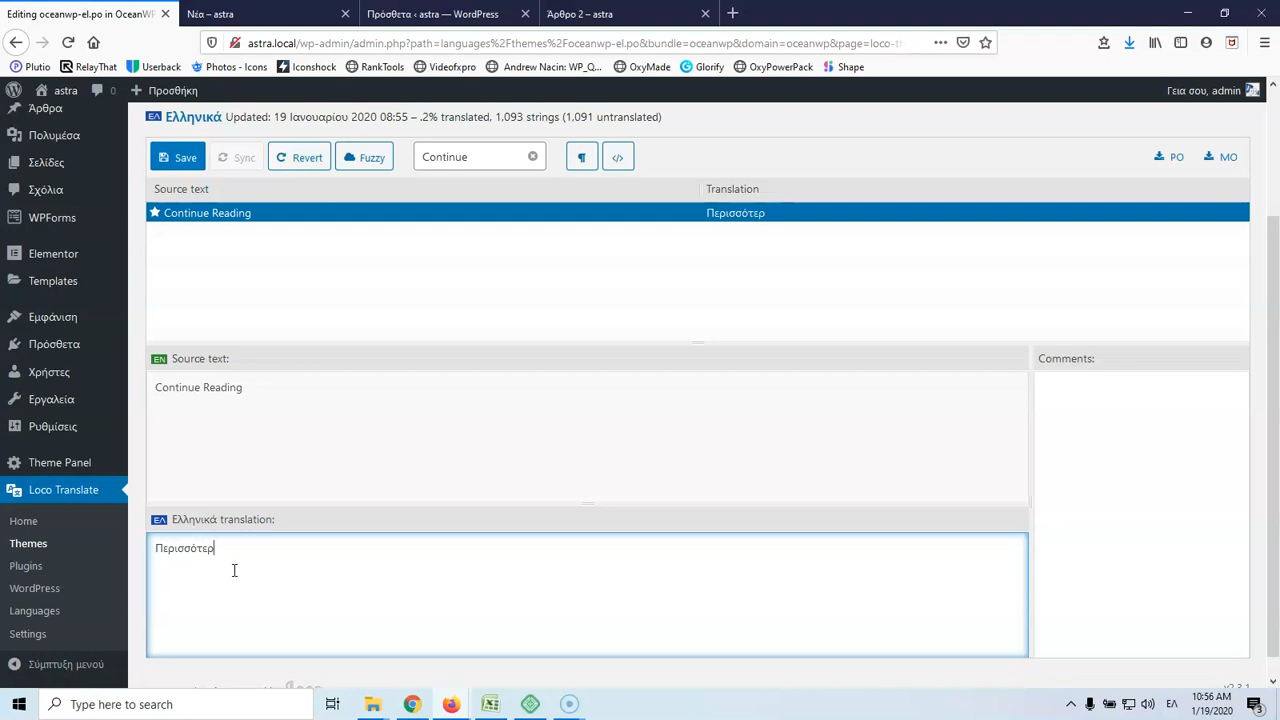 Editing oceanwp-el.po in OceanWP
Νέα – astra
Πρόσθετα ‹ astra — WordPress
Άρθρο 2 – astra
astra.local/wp-admin/admin.php?path=languages%2Fthemes%2Foceanwp-el.po&bundle=oceanwp&domain=oceanwp&page=loco-t
Plutio
RelayThat
Userback
Photos - Icons
Iconshock
RankTools
Videofxpro
Andrew Nacin: WP_Q...
OxyMade
Glorify
OxyPowerPack
Shape
astra
0
Προσθήκη
Γεια σου, admin
Άρθρα
Πολυμέσα
Σελίδες
Σχόλια
WPForms
Elementor
Templates
Εμφάνιση
Πρόσθετα
Χρήστες
Εργαλεία
Ρυθμίσεις
Theme Panel
Loco Translate
Home
Themes
Plugins
WordPress
Languages
Settings
Σύμπτυξη μενού
ΕΛ Ελληνικά Updated: 19 Ιανουαρίου 2020 08:55 – .2% translated, 1,093 strings (1,091 untranslated)
Save
Sync
Revert
Fuzzy
Continue
¶
</>
PO
MO
Source text
Translation
Continue Reading
Περισσότερ
EN Source text:
Comments:
Continue Reading
ΕΛ Ελληνικά translation:
Περισσότερ
v2.3.1
Type here to search
ΕΛ
10:56 AM
1/19/2020
3